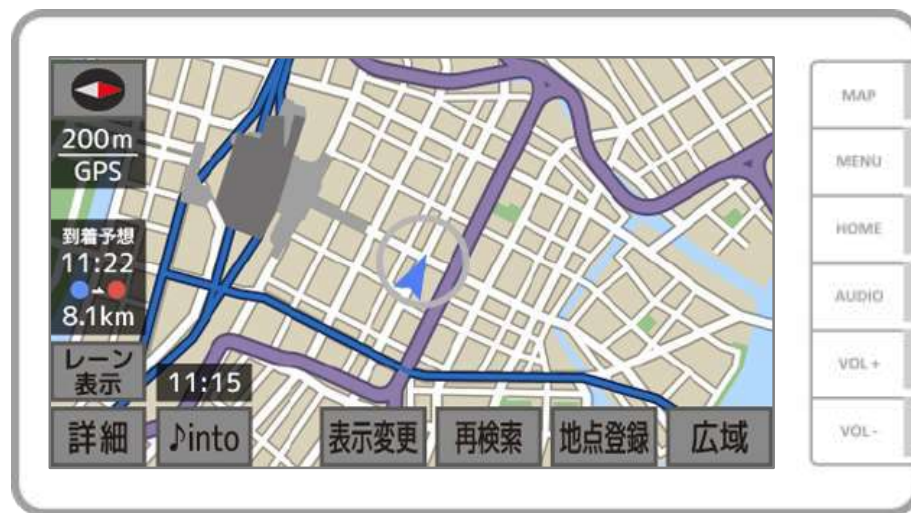 200m
GPS
到着予想
11:22
8.1km
レーン
表示
11:15
詳細
♪into
表示変更
再検索
地点登録
広域
MAP
MENU
HOME
AUDIO
VOL+
VOL-